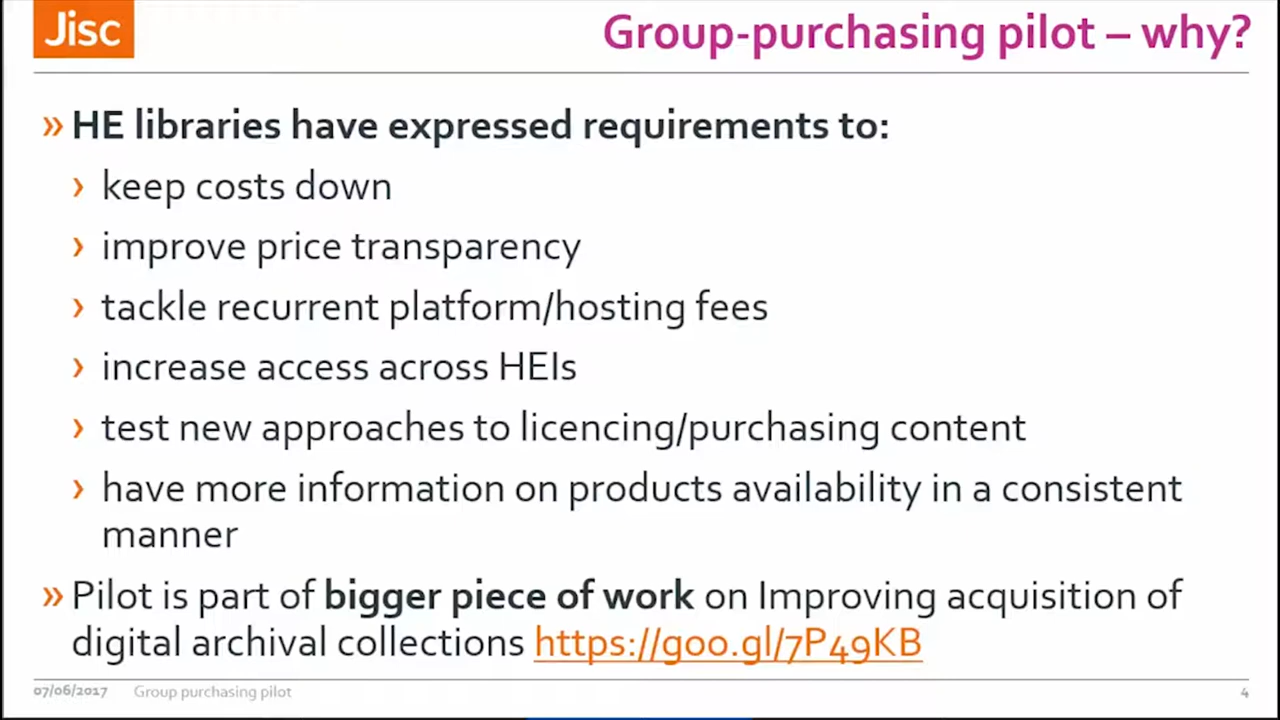 Jisc
Group-purchasing pilot – why?
» HE libraries have expressed requirements to:
› keep costs down
› improve price transparency
› tackle recurrent platform/hosting fees
› increase access across HEIs
› test new approaches to licencing/purchasing content
› have more information on products availability in a consistent
manner
» Pilot is part of bigger piece of work on Improving acquisition of
digital archival collections https://goo.gl/7P49KB
07/06/2017 Group purchasing pilot 4